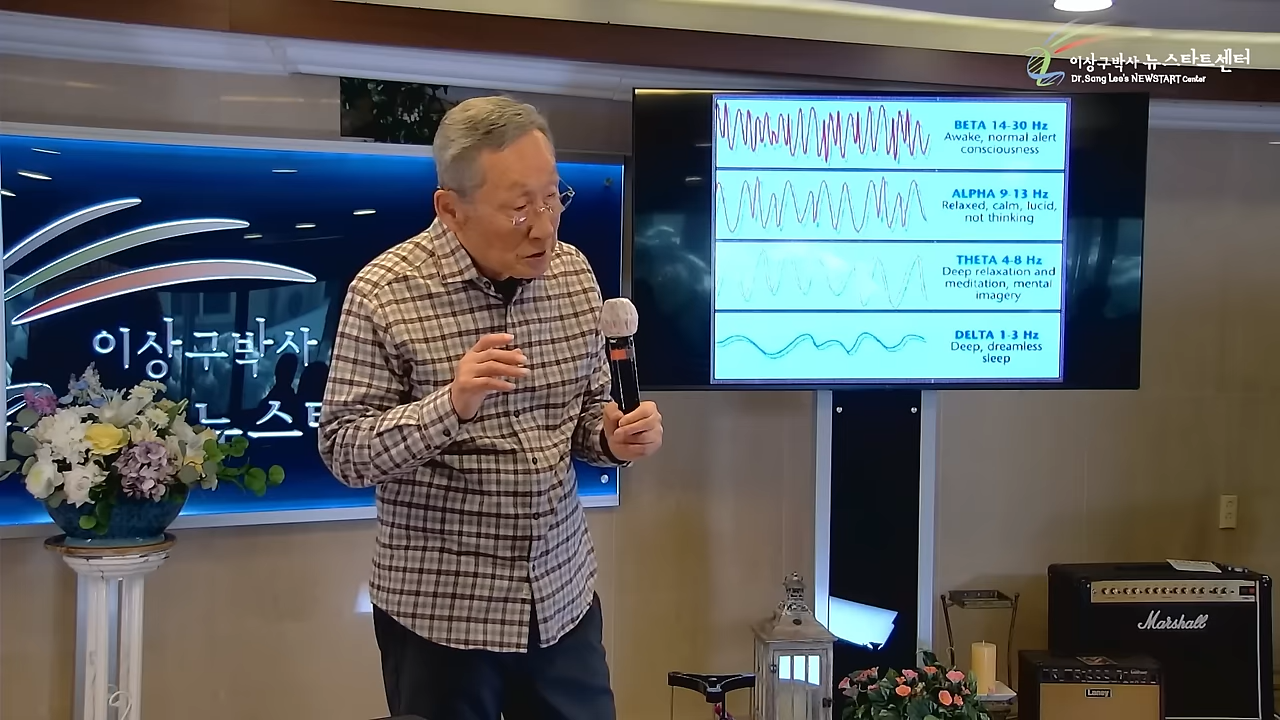 이상구박사 뉴스타트센터
Dr. Sang Lee's NEWSTART Center
BETA 14-30 Hz
Awake, normal alert
consciousness
ALPHA 9-13 Hz
Relaxed, calm, lucid,
not thinking
THETA 4-8 Hz
Deep relaxation and
meditation, mental
imagery
DELTA 1-3 Hz
Deep, dreamless
sleep
이상구박사
뉴스타
Marshall
Laney